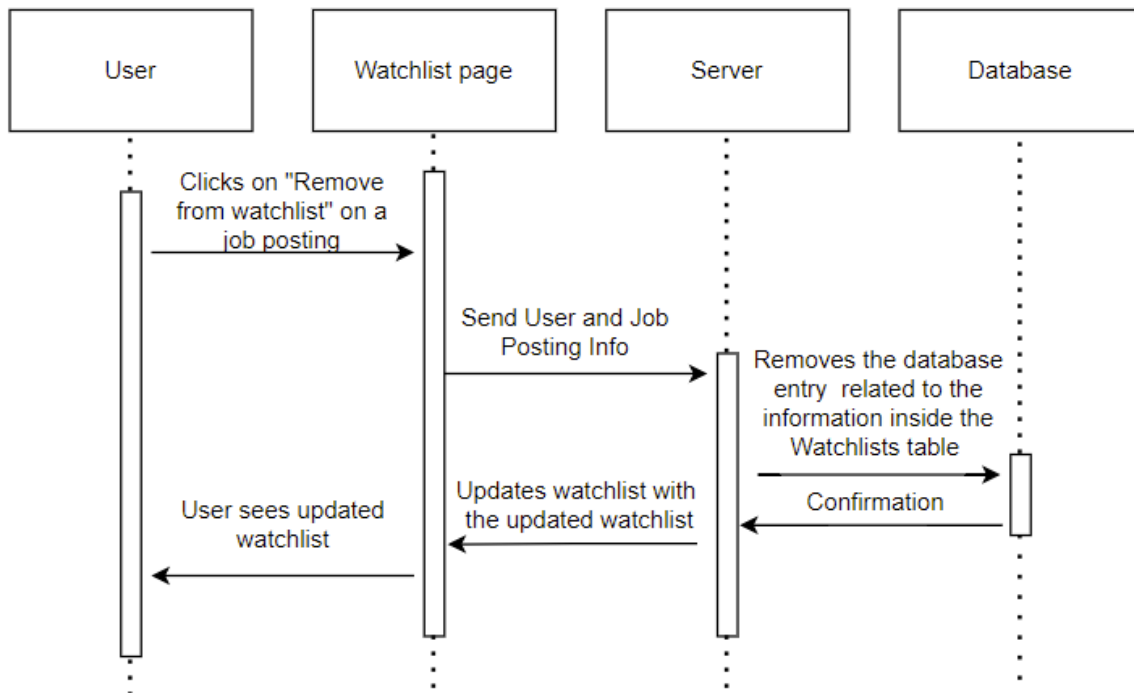 User
Watchlist page
Server
Database
Clicks on "Remove
from watchlist" on a
job posting
Send User and Job
Posting Info
Removes the database
entry  related to the
information inside the
Watchlists table
Confirmation
Updates watchlist with
the updated watchlist
User sees updated
watchlist